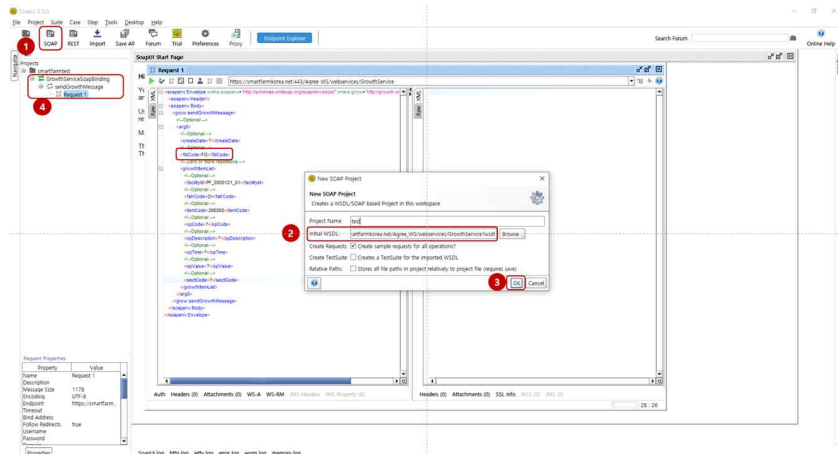 SoapUI 5.5.0
File Project Suite Case Step Tools Desktop Help
SOAP REST Import Save All Forum Trial Preferences Proxy Endpoint Explorer Search Forum Online Help
1
Navigator
Projects
smartfarmtest
GrowthServiceSoapBinding
sendGrowthMessage
Request 1
4
SoapUI Start Page
Request 1
https://smartfarmkorea.net:443/Agree_WS/webservices/GrowthService
XML
Raw
<soapenv:Header/>
<soapenv:Body>
<grow:sendGrowthMessage>
<!--Optional:-->
<arg0>
<!--Optional:-->
<createDate>?</createDate>
<!--Optional:-->
<fldCode>FG</fldCode>
<!--Zero or more repetitions:-->
<growthItemList>
<!--Optional:-->
<facilityId>PF_0000121_01</facilityId>
<!--Optional:-->
<fatrCode>DI</fatrCode>
<!--Optional:-->
<itemCode>200300</itemCode>
<!--Optional:-->
<opCode>?</opCode>
<!--Optional:-->
<opDescription>?</opDescription>
<!--Optional:-->
<opTime>?</opTime>
<!--Optional:-->
<opValue>?</opValue>
<!--Optional:-->
<sectCode>?</sectCode>
</growthItemList>
</arg0>
</grow:sendGrowthMessage>
</soapenv:Body>
</soapenv:Envelope>
XML
Raw
New SOAP Project
New SOAP Project
Creates a WSDL/SOAP based Project in this workspace
Project Name: test
2
Initial WSDL: artfarmkorea.net/Agree_WS/webservices/GrowthService?wsdl Browse...
Create Requests: Create sample requests for all operations?
Create TestSuite: Creates a TestSuite for the imported WSDL
Relative Paths: Stores all file paths in project relatively to project file (requires save)
3
OK Cancel
Auth Headers (0) Attachments (0) WS-A WS-RM JMS Headers JMS Property (0)
Headers (0) Attachments (0) SSL Info WSS (0) JMS (0)
28 : 26
Request Properties
Property Value
Name Request 1
Description
Message Size 1178
Encoding UTF-8
Endpoint https://smartfarm...
Timeout
Bind Address
Follow Redirects true
Username
Password
Properties
SoapUI log http log jetty log error log wsrm log memory log